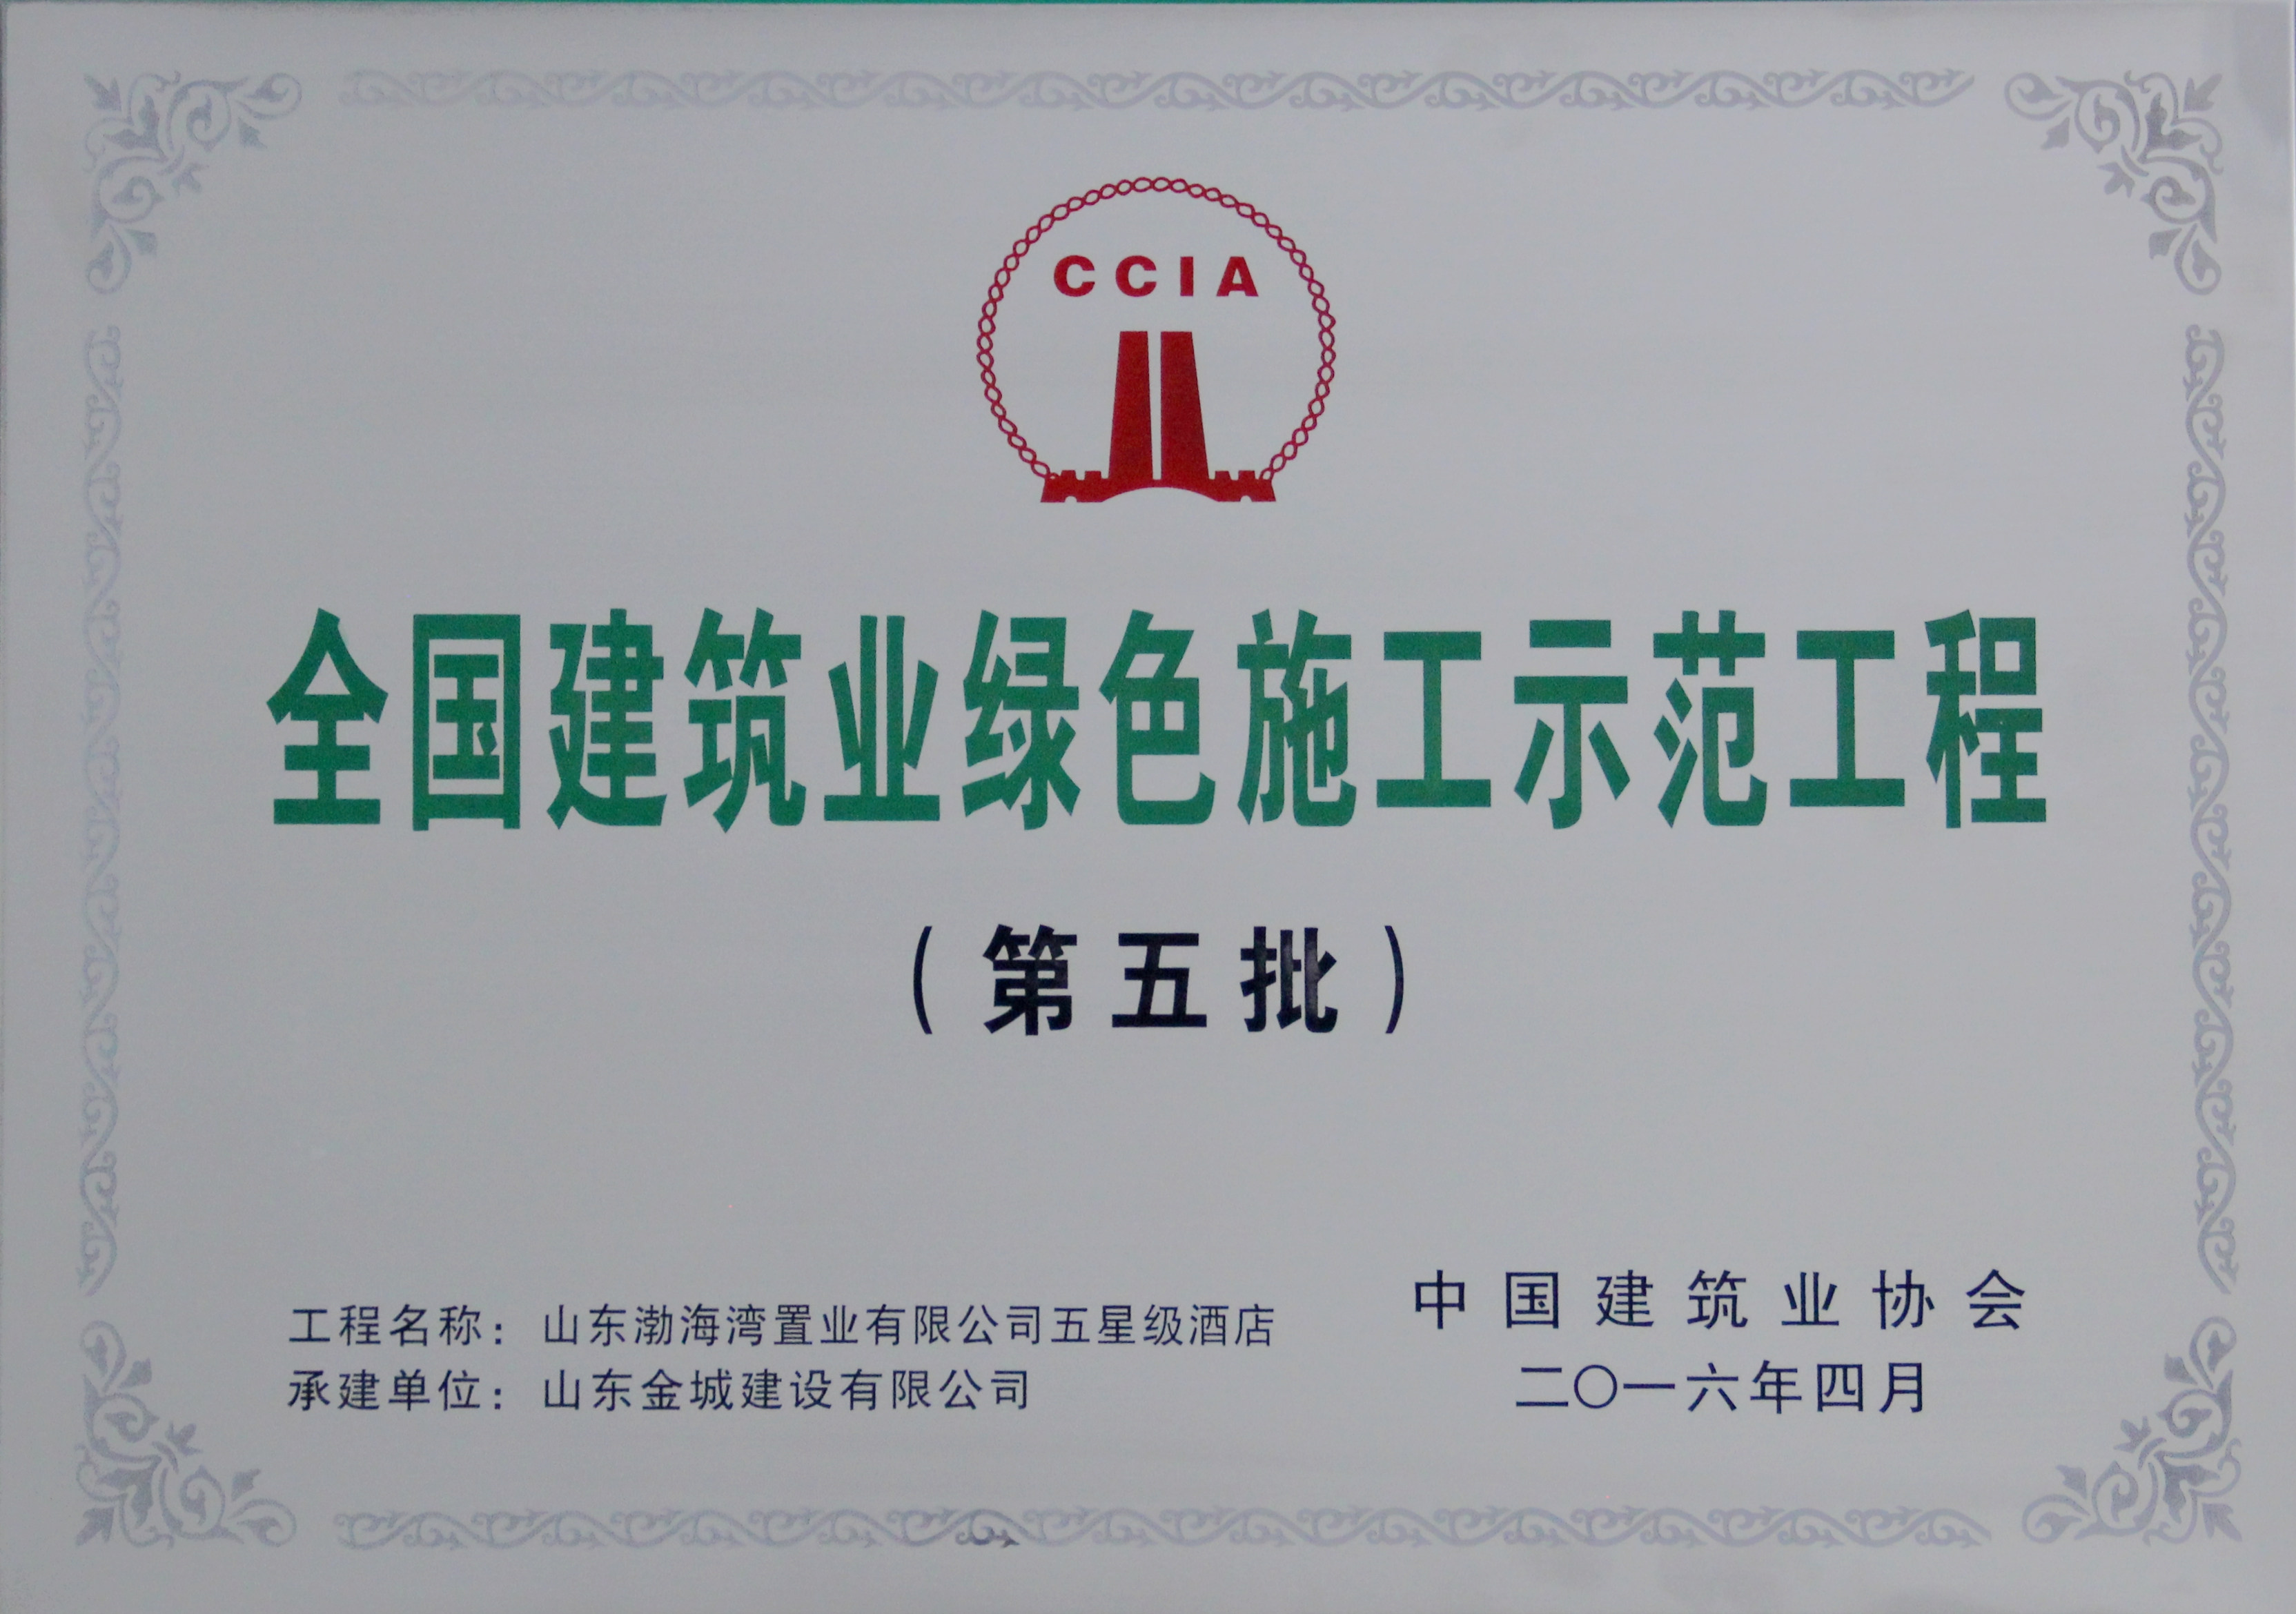 CCIA
全国建筑业绿色施工示范工程
(第五批)
工程名称：山东渤海湾置业有限公司五星级酒店
承建单位：山东金城建设有限公司
中国建筑业协会
二〇一六年四月